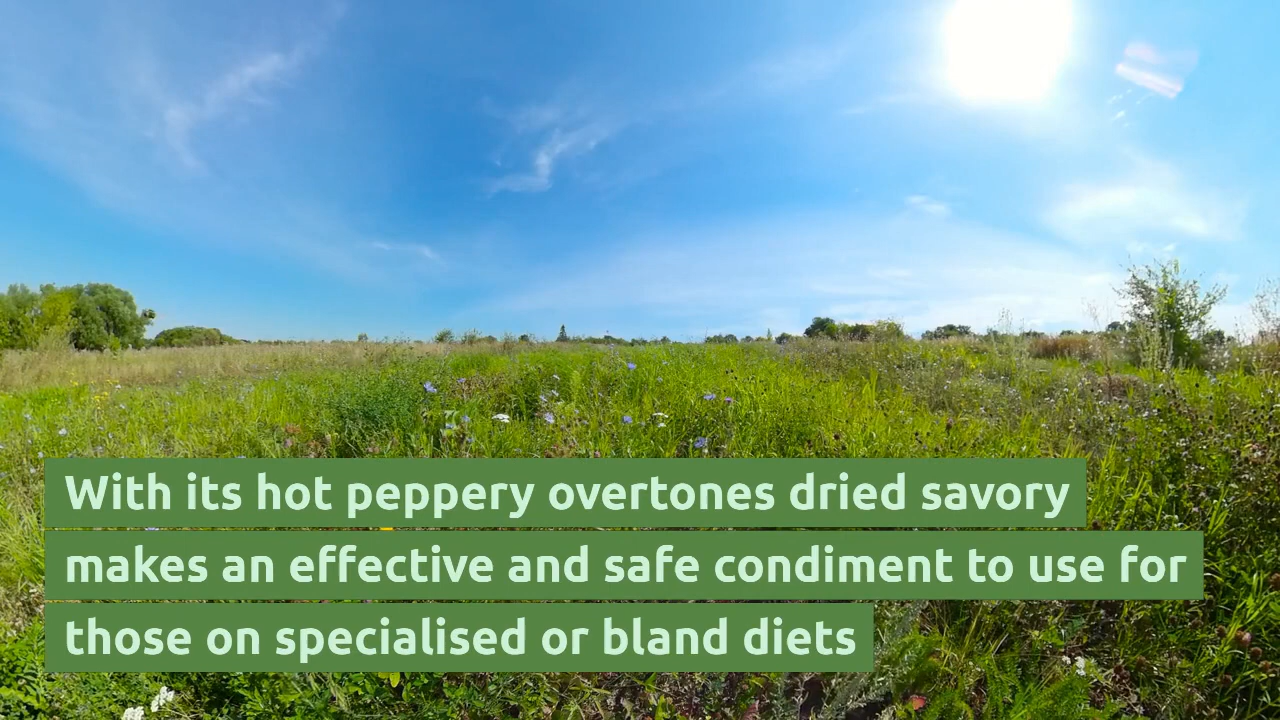 With its hot peppery overtones dried savory
makes an effective and safe condiment to use for
those on specialised or bland diets